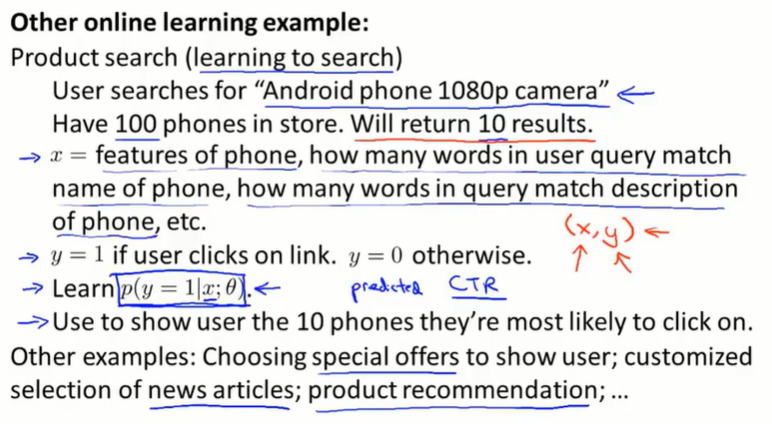 Other online learning example:
Product search (learning to search)
User searches for “Android phone 1080p camera” ←
Have 100 phones in store. Will return 10 results.
→ x = features of phone, how many words in user query match
name of phone, how many words in query match description
of phone, etc.
(x, y) ←
→ y = 1 if user clicks on link. y = 0 otherwise.
→ Learn p(y = 1|x; θ). ← predicted CTR
→ Use to show user the 10 phones they’re most likely to click on.
Other examples: Choosing special offers to show user; customized
selection of news articles; product recommendation; ...